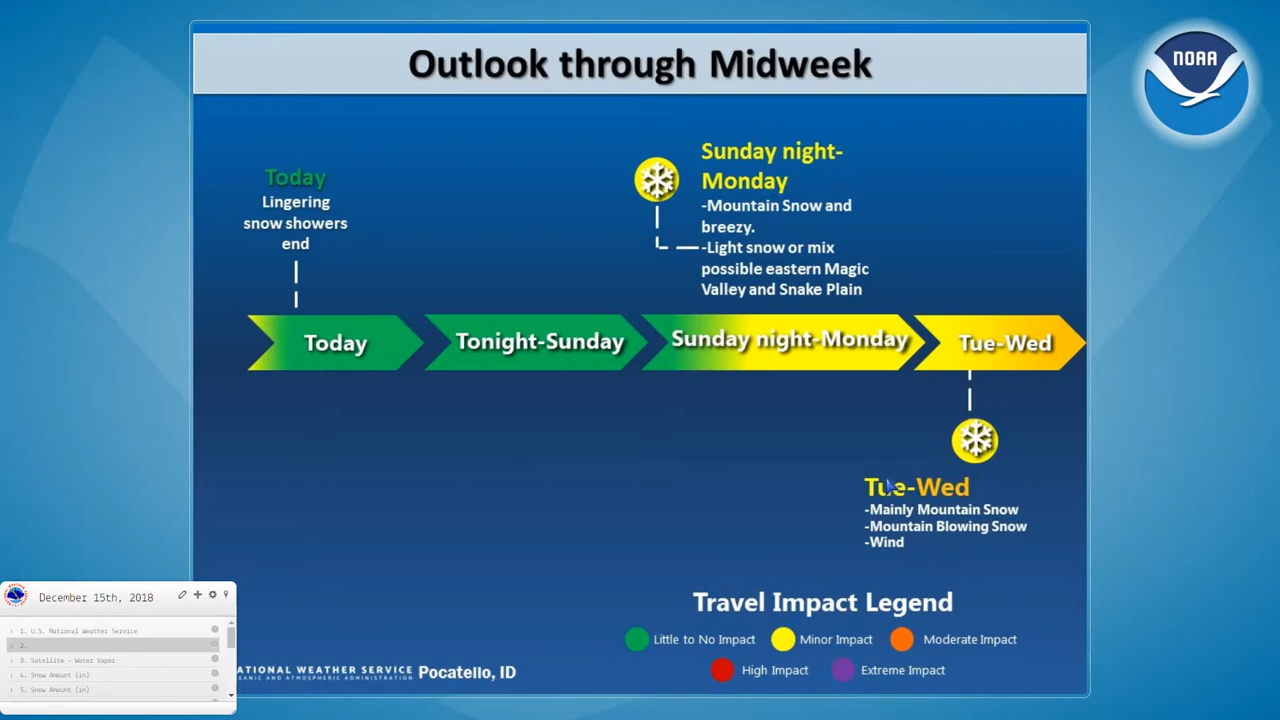 Outlook through Midweek
NOAA
Today
Lingering
snow showers
end
Sunday night-
Monday
-Mountain Snow and
breezy.
-Light snow or mix
possible eastern Magic
Valley and Snake Plain
Today
Tonight-Sunday
Sunday night-Monday
Tue-Wed
Tue-Wed
-Mainly Mountain Snow
-Mountain Blowing Snow
-Wind
Travel Impact Legend
Little to No Impact
Minor Impact
Moderate Impact
High Impact
Extreme Impact
NATIONAL WEATHER SERVICE
EANIC AND ATMOSPHERIC ADMINISTRATION
Pocatello, ID
December 15th, 2018
1. U.S. National Weather Service
2.
3. Satellite - Water Vapor
4. Snow Amount (in)
5. Snow Amount (in)